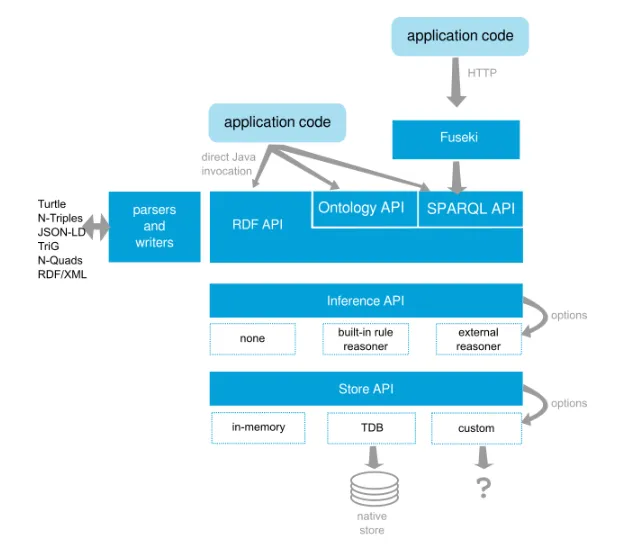 application code
HTTP
application code
Fuseki
direct Java
invocation
Turtle
N-Triples
JSON-LD
TriG
N-Quads
RDF/XML
parsers
and
writers
RDF API
Ontology API
SPARQL API
Inference API
options
none
built-in rule
reasoner
external
reasoner
Store API
options
in-memory
TDB
custom
?
native
store